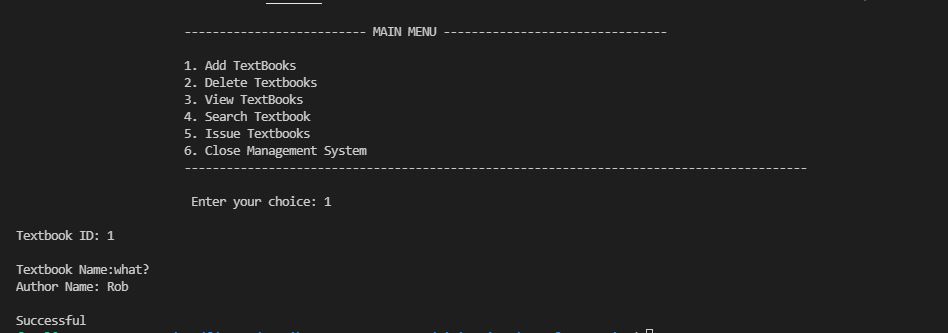 -------------------------- MAIN MENU --------------------------------
1. Add TextBooks
2. Delete Textbooks
3. View TextBooks
4. Search Textbook
5. Issue Textbooks
6. Close Management System
-----------------------------------------------------------------------------------------
Enter your choice: 1
Textbook ID: 1
Textbook Name:what?
Author Name: Rob
Successful